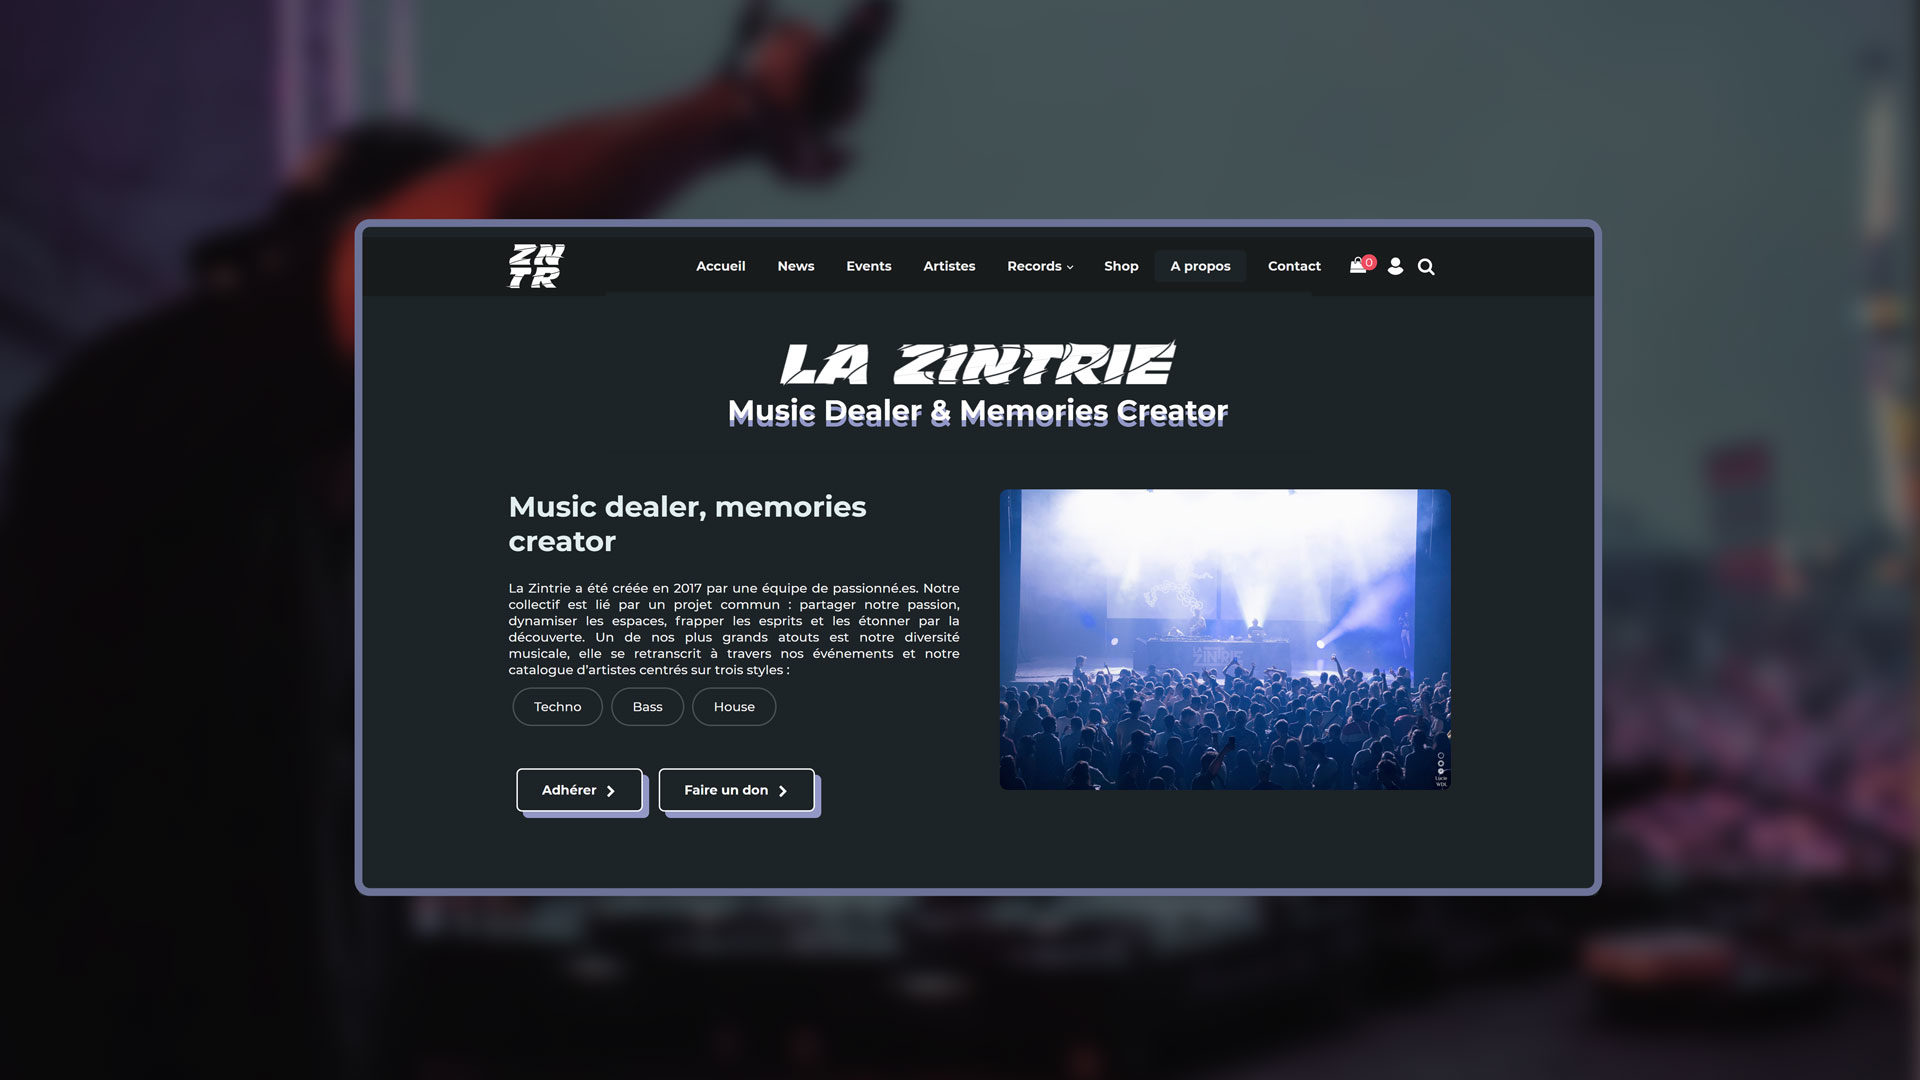 ZN
TR
Accueil News Events Artistes Records Shop A propos Contact 0
LA ZINTRIE
Music Dealer & Memories Creator
Music dealer, memories
creator
La Zintrie a été créée en 2017 par une équipe de passionné.es. Notre
collectif est lié par un projet commun : partager notre passion,
dynamiser les espaces, frapper les esprits et les étonner par la
découverte. Un de nos plus grands atouts est notre diversité
musicale, elle se retranscrit à travers nos événements et notre
catalogue d'artistes centrés sur trois styles :
Techno Bass House
Adhérer Faire un don
LA
ZINTRIE
Lucie
WDL